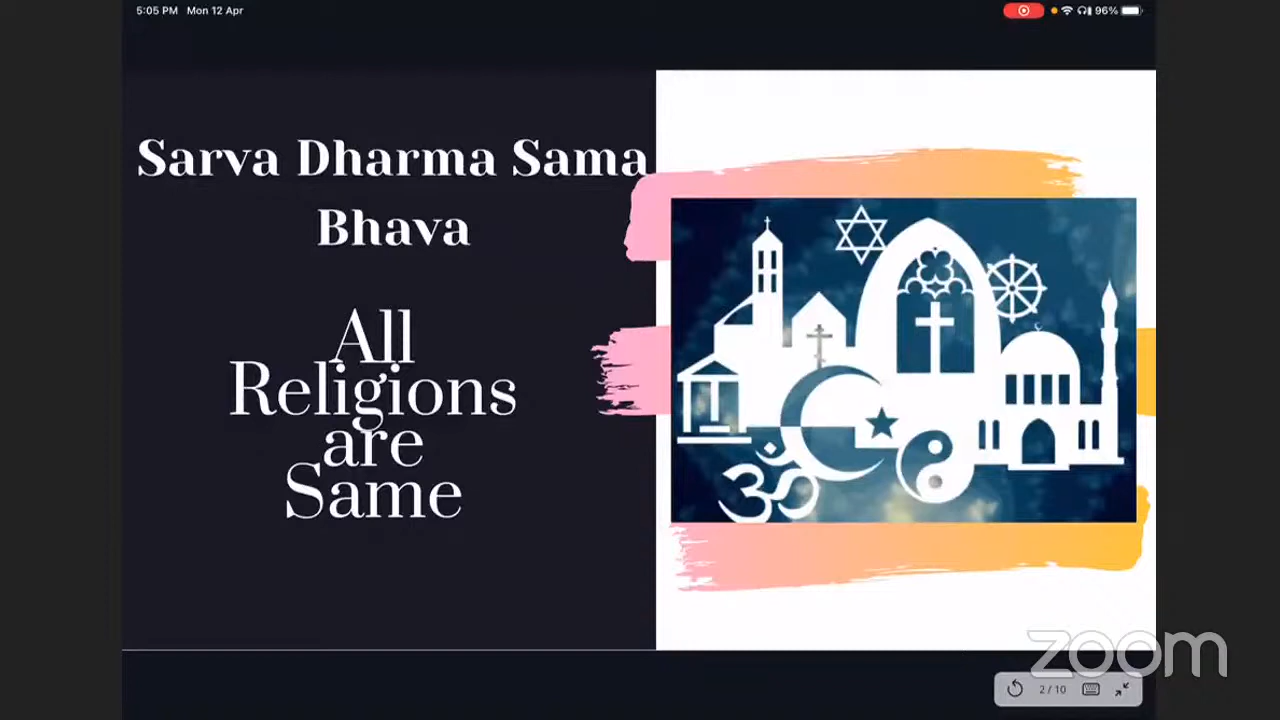 5:05 PM Mon 12 Apr
96%
Sarva Dharma Sama
Bhava
All
Religions
are
Same
ॐ
zoom
2 / 10